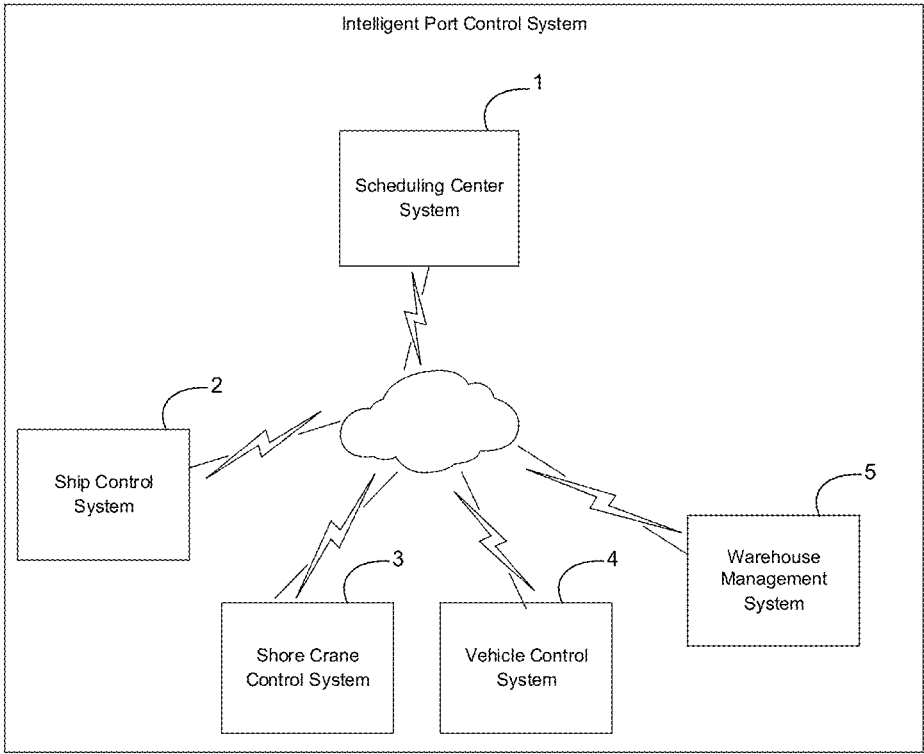 Intelligent Port Control System
1
Scheduling Center
System
2
Ship Control
System
3
Shore Crane
Control System
4
Vehicle Control
System
5
Warehouse
Management
System